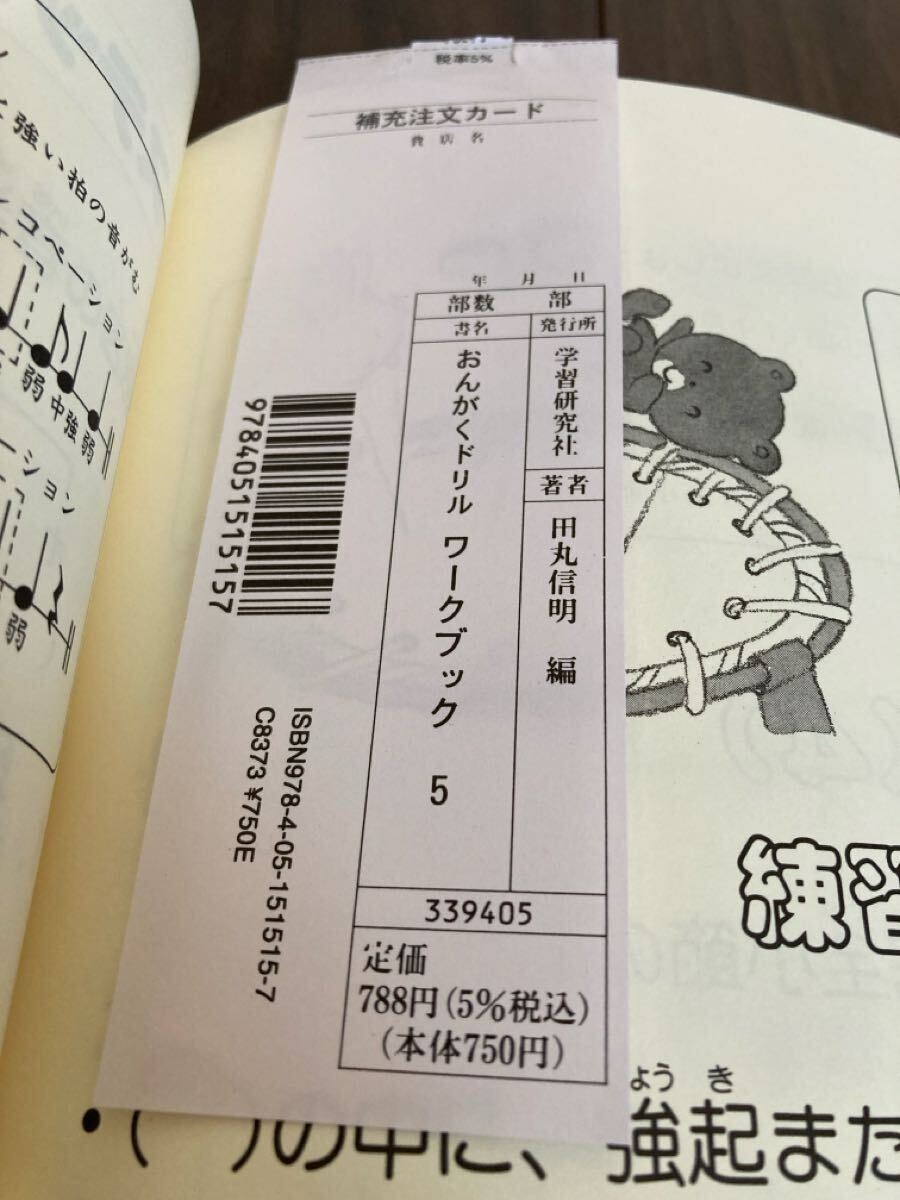 税率5%
補充注文カード
貴店名
年 月 日
部数 部
書名
おんがくドリル ワークブック 5
発行所
学習研究社
著者
田丸信明 編
339405
定価
788円(5%税込)
(本体750円)
9784051515157
ISBN978-4-05-151515-7
C8373 ¥750E
強い拍の音がむ
コペーション
弱 中強 弱
ーション
弱
練習
ょうき
・( )の中に、強起また